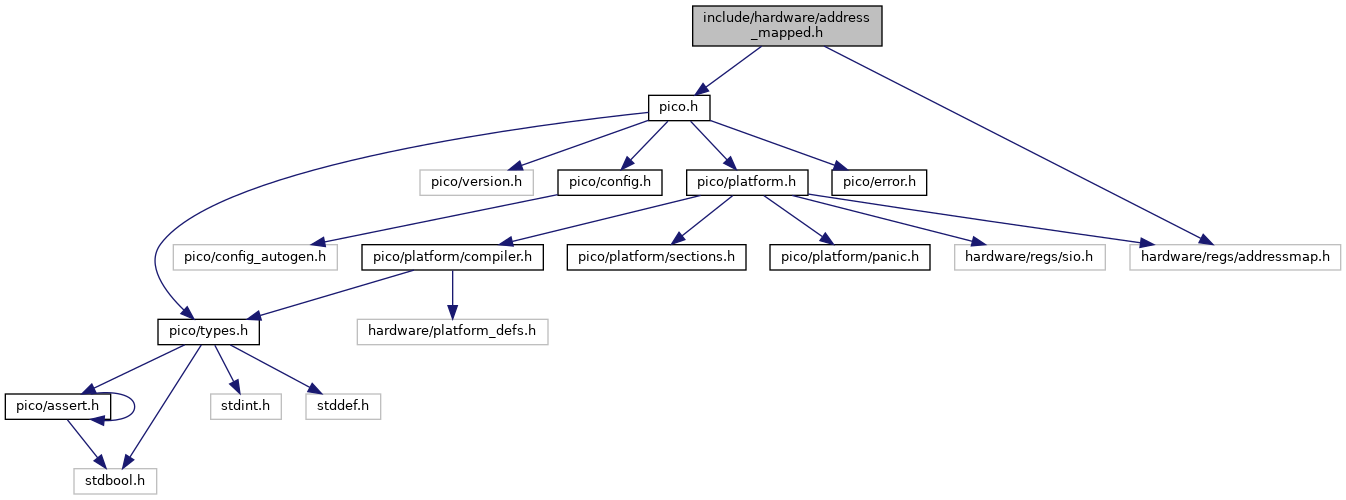 include/hardware/address
_mapped.h
pico.h
pico/version.h
pico/config.h
pico/platform.h
pico/error.h
pico/config_autogen.h
pico/platform/compiler.h
pico/platform/sections.h
pico/platform/panic.h
hardware/regs/sio.h
hardware/regs/addressmap.h
pico/types.h
hardware/platform_defs.h
pico/assert.h
stdint.h
stddef.h
stdbool.h